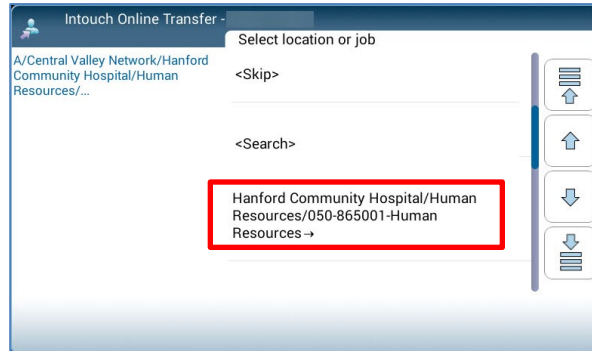 Intouch Online Transfer -
Select location or job
A/Central Valley Network/Hanford
Community Hospital/Human
Resources/...
<Skip>
<Search>
Hanford Community Hospital/Human
Resources/050-865001-Human
Resources→